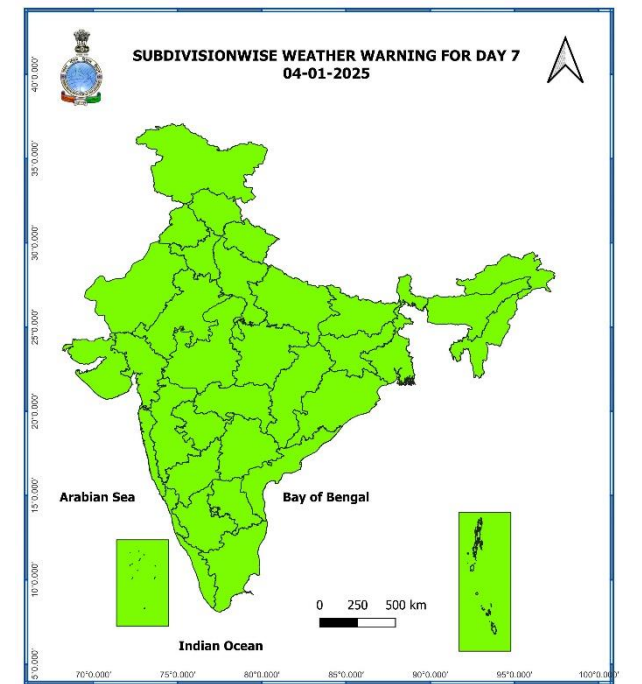 SUBDIVISIONWISE WEATHER WARNING FOR DAY 7
04-01-2025
40°0.000'
35°0.000'
30°0.000'
25°0.000'
20°0.000'
15°0.000'
10°0.000'
5°0.000'
Arabian Sea
Bay of Bengal
0 250 500 km
Indian Ocean
70°0.000' 75°0.000' 80°0.000' 85°0.000' 90°0.000' 95°0.000' 100°0.000'